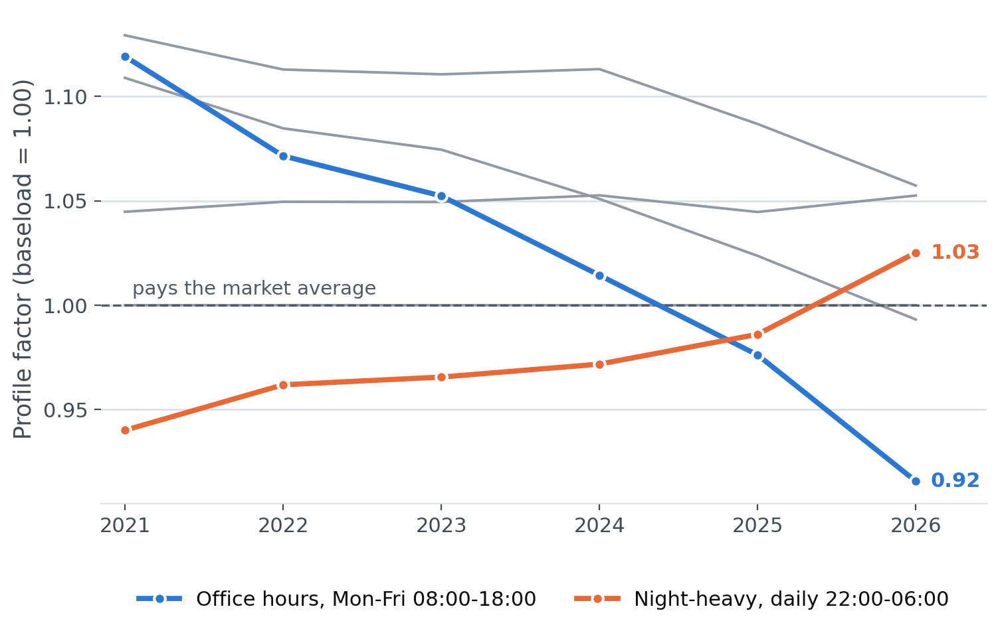 Profile factor (baseload = 1.00)
1.10
1.05
1.00
0.95
pays the market average
1.03
0.92
2021 2022 2023 2024 2025 2026
Office hours, Mon-Fri 08:00-18:00 Night-heavy, daily 22:00-06:00